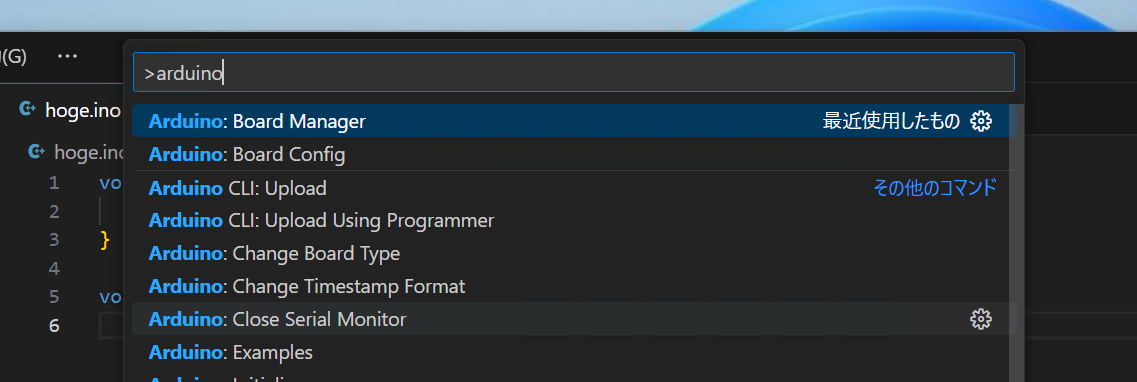 (G) ···
>arduino
hoge.ino
Arduino: Board Manager 最近使用したもの
hoge.ino
Arduino: Board Config
1 vo
Arduino CLI: Upload その他のコマンド
2
Arduino CLI: Upload Using Programmer
3 }
Arduino: Change Board Type
4
Arduino: Change Timestamp Format
5 vo
6
Arduino: Close Serial Monitor
Arduino: Examples